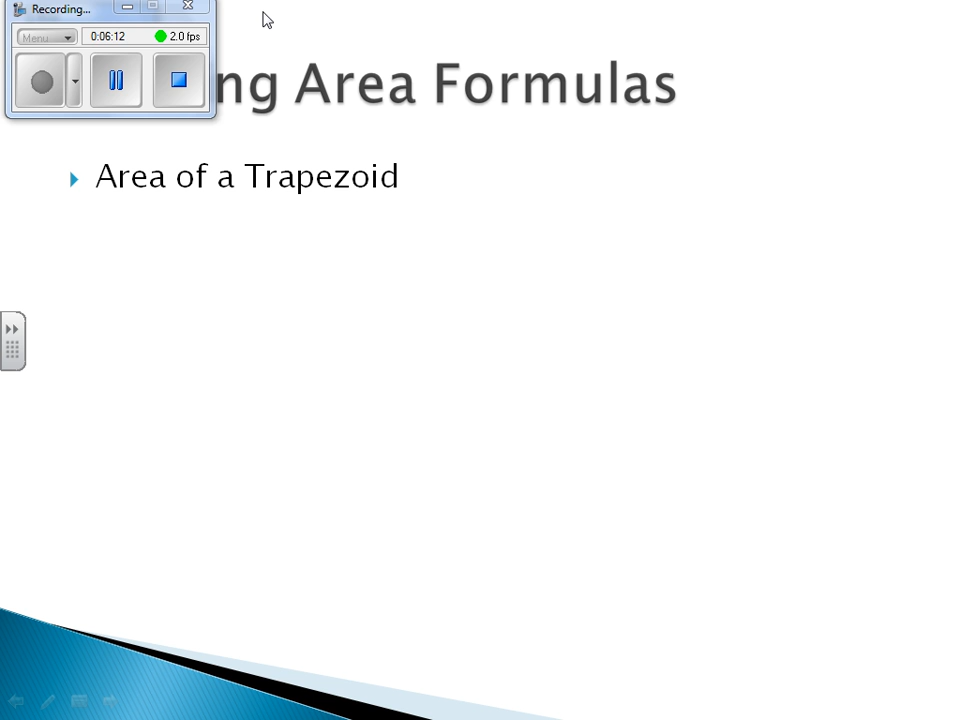 Recording...
Menu
0:06:12
2.0 fps
ng Area Formulas
Area of a Trapezoid